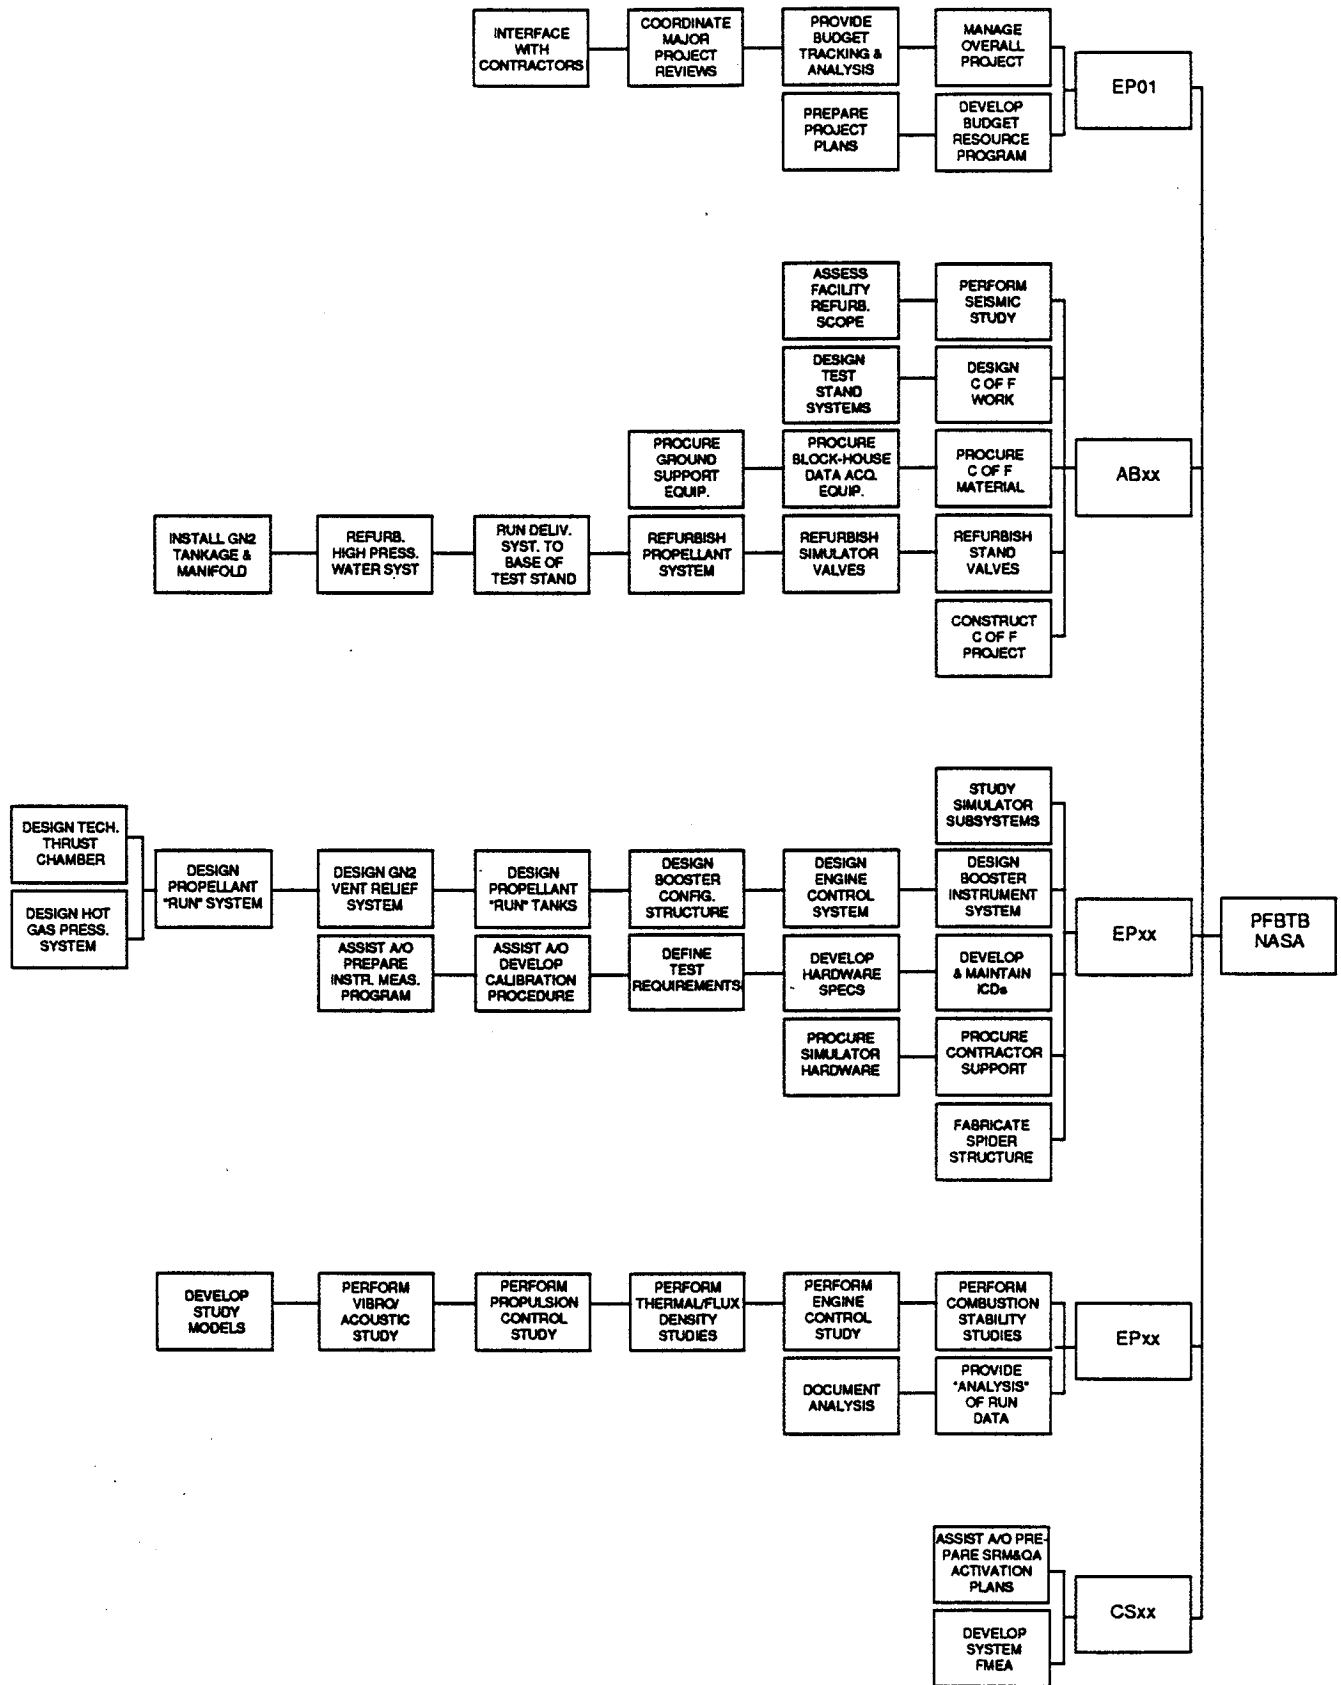 INTERFACE
WITH
CONTRACTORS
COORDINATE
MAJOR
PROJECT
REVIEWS
PROVIDE
BUDGET
TRACKING &
ANALYSIS
MANAGE
OVERALL
PROJECT
EP01
PREPARE
PROJECT
PLANS
DEVELOP
BUDGET
RESOURCE
PROGRAM
ASSESS
FACILITY
REFURB.
SCOPE
PERFORM
SEISMIC
STUDY
DESIGN
TEST
STAND
SYSTEMS
DESIGN
C OF F
WORK
PROCURE
GROUND
SUPPORT
EQUIP.
PROCURE
BLOCK-HOUSE
DATA ACQ.
EQUIP.
PROCURE
C OF F
MATERIAL
ABxx
INSTALL GN2
TANKAGE &
MANIFOLD
REFURB.
HIGH PRESS.
WATER SYST
RUN DELIV.
SYST. TO
BASE OF
TEST STAND
REFURBISH
PROPELLANT
SYSTEM
REFURBISH
SIMULATOR
VALVES
REFURBISH
STAND
VALVES
CONSTRUCT
C OF F
PROJECT
STUDY
SIMULATOR
SUBSYSTEMS
DESIGN TECH.
THRUST
CHAMBER
DESIGN
PROPELLANT
"RUN" SYSTEM
DESIGN GN2
VENT RELIEF
SYSTEM
DESIGN
PROPELLANT
"RUN" TANKS
DESIGN
BOOSTER
CONFIG.
STRUCTURE
DESIGN
ENGINE
CONTROL
SYSTEM
DESIGN
BOOSTER
INSTRUMENT
SYSTEM
EPxx
PFBTB
NASA
DESIGN HOT
GAS PRESS.
SYSTEM
ASSIST A/O
PREPARE
INSTR. MEAS.
PROGRAM
ASSIST A/O
DEVELOP
CALIBRATION
PROCEDURE
DEFINE
TEST
REQUIREMENTS
DEVELOP
HARDWARE
SPECS
DEVELOP
& MAINTAIN
ICDs
PROCURE
SIMULATOR
HARDWARE
PROCURE
CONTRACTOR
SUPPORT
FABRICATE
SPIDER
STRUCTURE
DEVELOP
STUDY
MODELS
PERFORM
VIBRO/
ACOUSTIC
STUDY
PERFORM
PROPULSION
CONTROL
STUDY
PERFORM
THERMAL/FLUX
DENSITY
STUDIES
PERFORM
ENGINE
CONTROL
STUDY
PERFORM
COMBUSTION
STABILITY
STUDIES
EPxx
DOCUMENT
ANALYSIS
PROVIDE
"ANALYSIS"
OF RUN
DATA
ASSIST A/O PRE-
PARE SRM&QA
ACTIVATION
PLANS
CSxx
DEVELOP
SYSTEM
FMEA